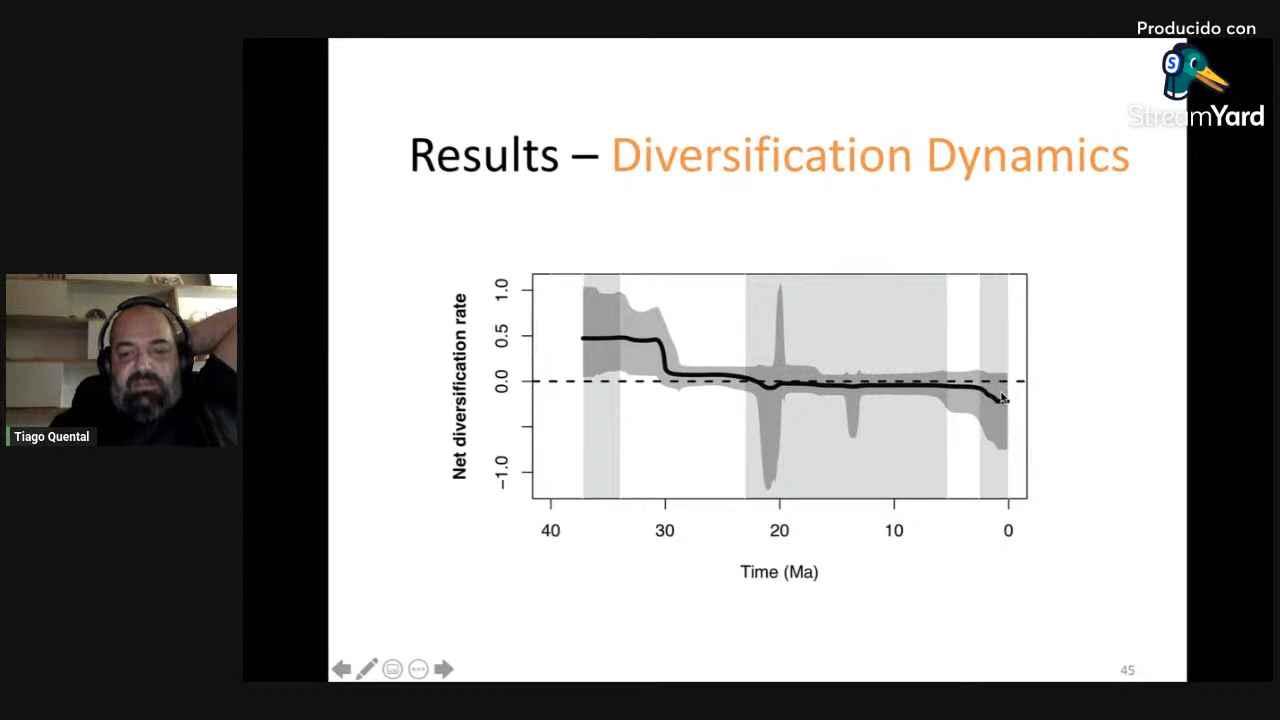 Producido con
StreamYard
Results – Diversification Dynamics
Net diversification rate
1.0
0.5
0.0
−1.0
40 30 20 10 0
Time (Ma)
Tiago Quental
45
S